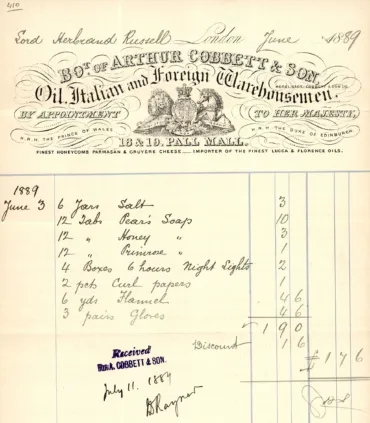 Lord Herbrand Russell London June 1889
Bot. of ARTHUR COBBETT & SON.
Oil, Italian and Foreign Warehousemen,
BY APPOINTMENT TO HER MAJESTY,
H.R.H. THE PRINCE OF WALES H.R.H. THE DUKE OF EDINBURGH.
18 & 19, PALL MALL.
FINEST HONEYCOMB PARMASAN & GRUYERE CHEESE IMPORTER OF THE FINEST LUCCA & FLORENCE OILS.
1889
June 3 6 Jars Salt 3
12 Tabs Pear's Soap 10
12 " Honey " 3
12 " Primrose " 1
4 Boxes 6 hours Night Lights 2
2 pcts Curl papers 1
6 yds Flannel 4 6
3 pairs Gloves 4 6
1 9 0
Discount 1 6
1 7 6
Received
A. COBBETT & SON.
July 11. 1889